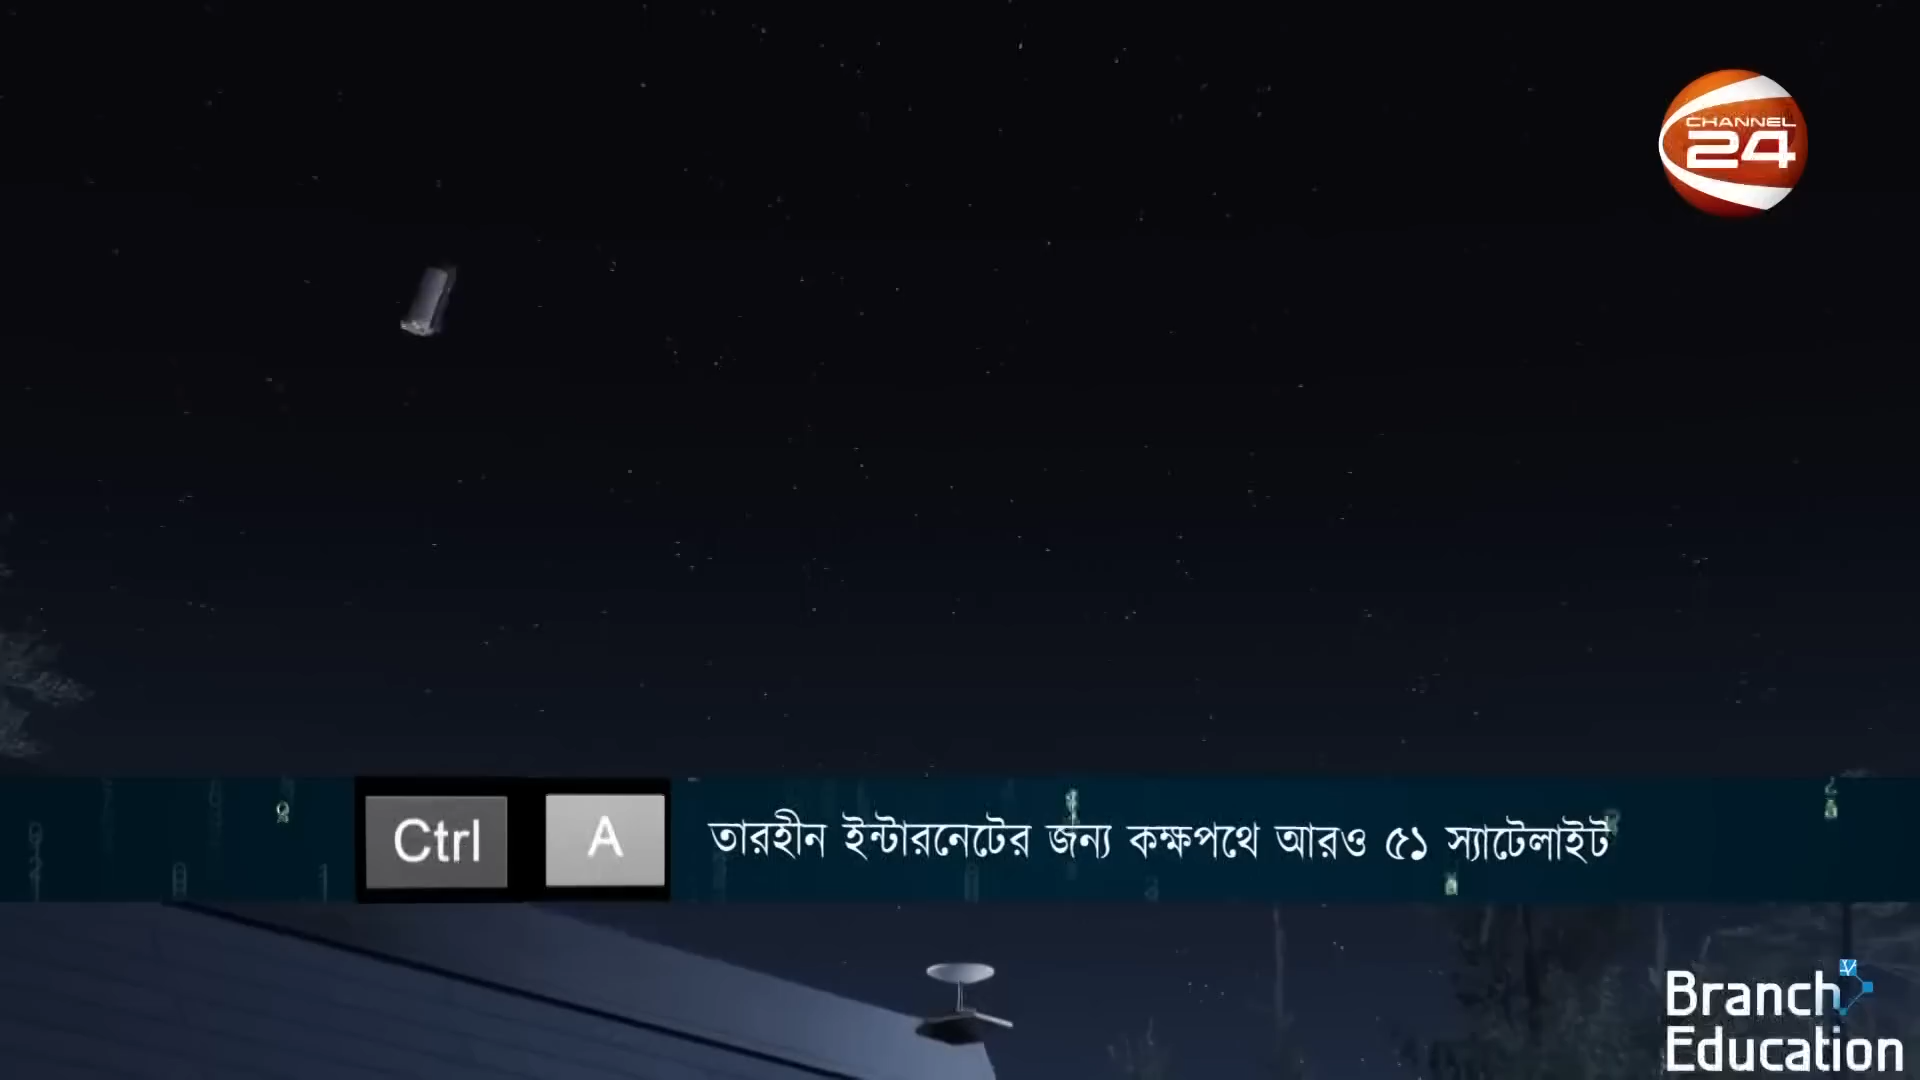 CHANNEL
24
Ctrl A তারহীন ইন্টারনেটের জন্য কক্ষপথে আরও ৫১ স্যাটেলাইট
Branch
Education